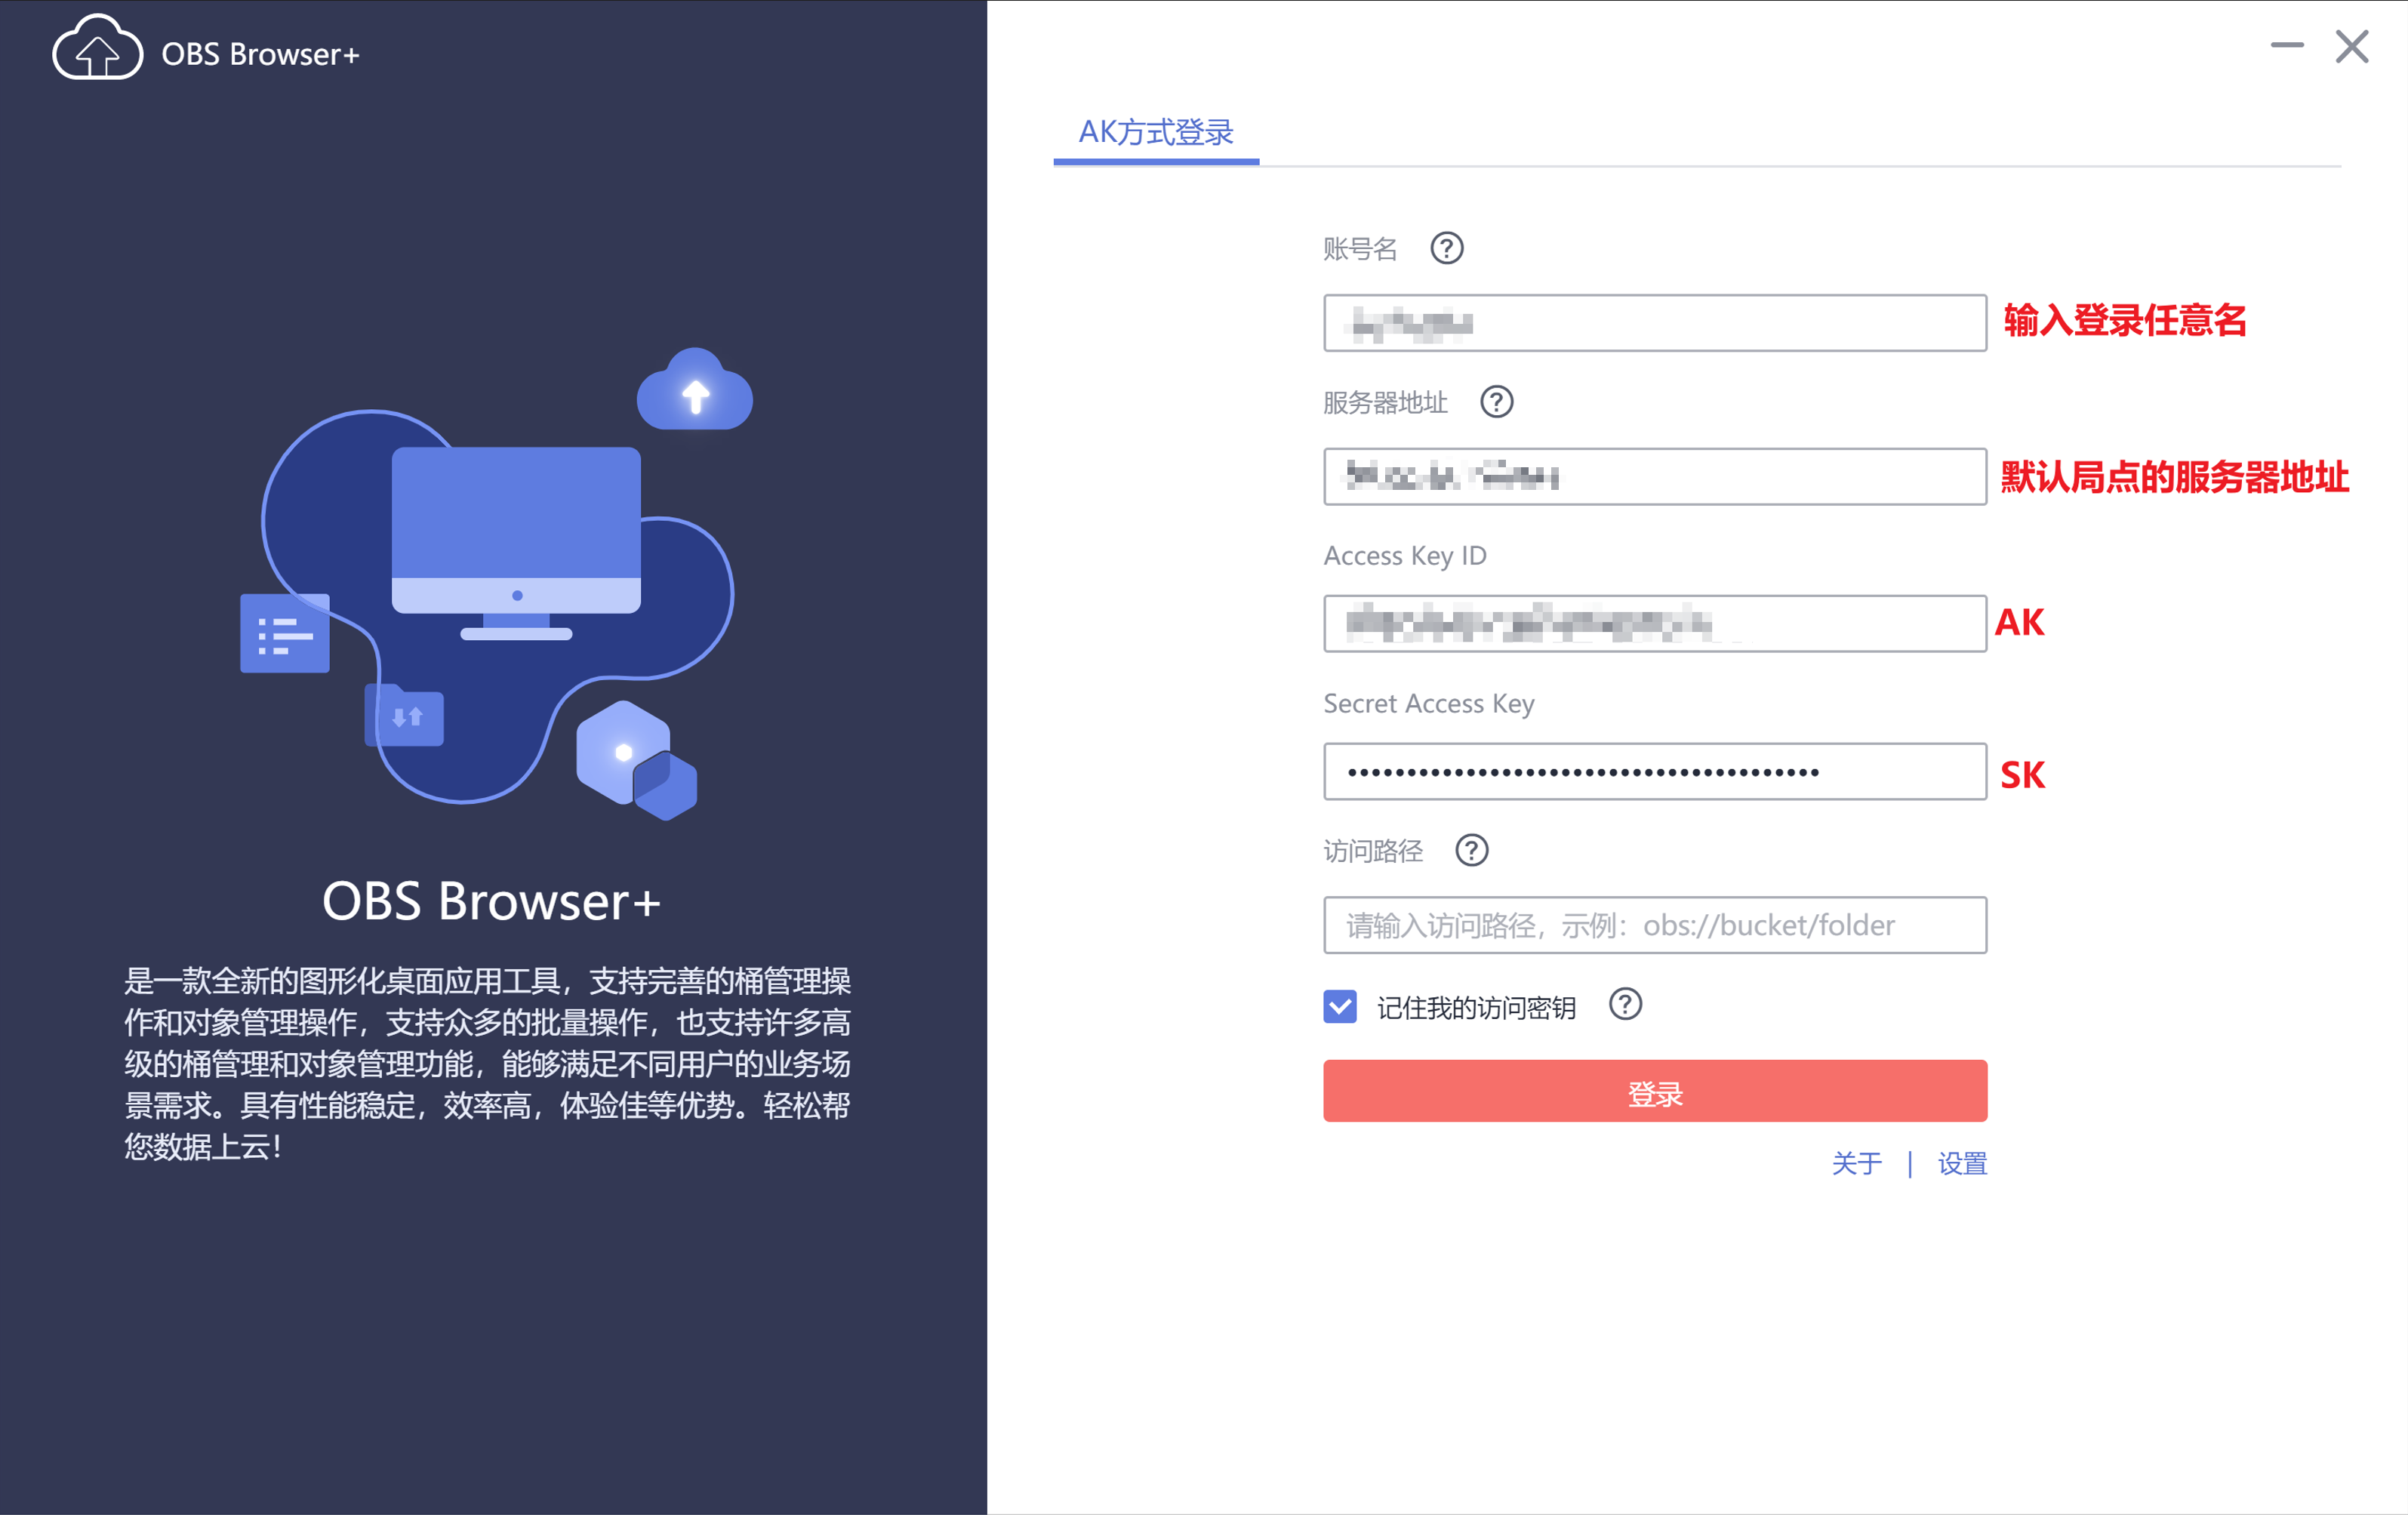 OBS Browser+
OBS Browser+
是一款全新的图形化桌面应用工具，支持完善的桶管理操
作和对象管理操作，支持众多的批量操作，也支持许多高
级的桶管理和对象管理功能，能够满足不同用户的业务场
景需求。具有性能稳定，效率高，体验佳等优势。轻松帮
您数据上云！
AK方式登录
账号名 ?
输入登录任意名
服务器地址 ?
默认局点的服务器地址
Access Key ID
AK
Secret Access Key
••••••••••••••••••••••••••••••••••••••••
SK
访问路径 ?
请输入访问路径，示例：obs://bucket/folder
记住我的访问密钥 ?
登录
关于 | 设置